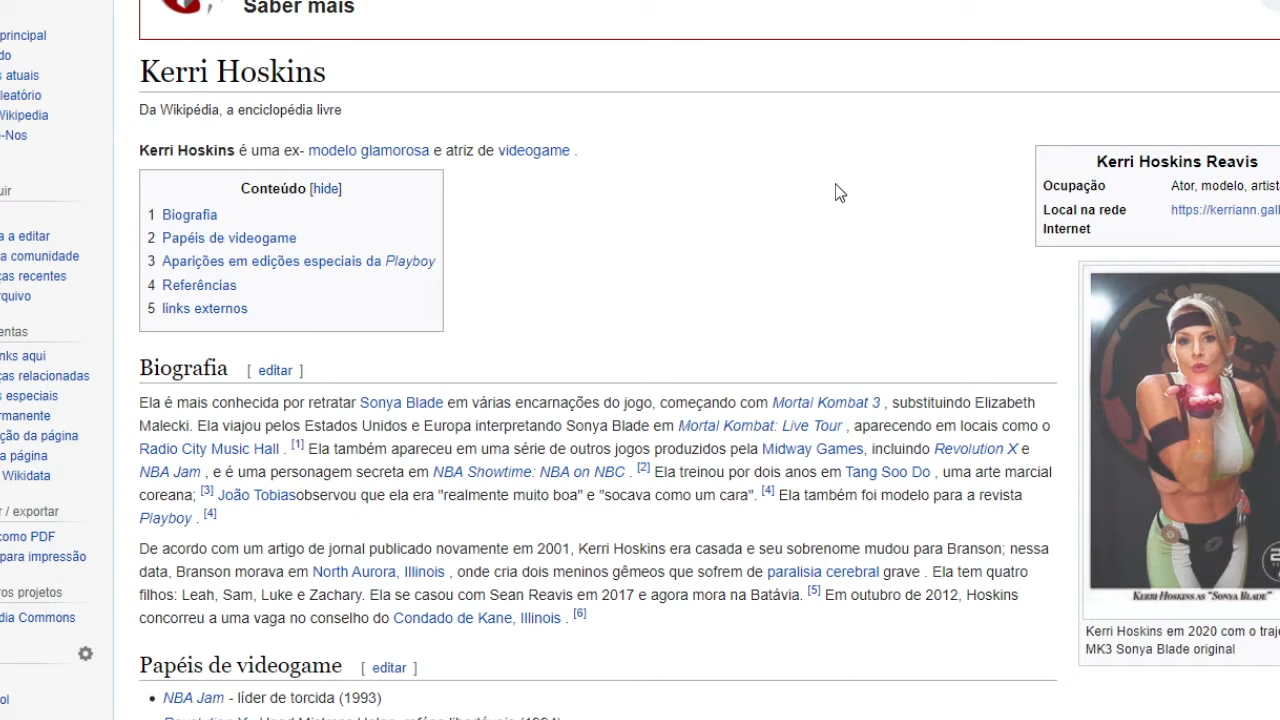 Saber mais
principal
do
s atuais
leatório
Wikipedia
e-Nos
uir
a a editar
a comunidade
ças recentes
rquivo
entas
nks aqui
ças relacionadas
s especiais
rmanente
ção da página
a página
Wikidata
r / exportar
como PDF
para impressão
ros projetos
dia Commons
ol
Kerri Hoskins
Da Wikipédia, a enciclopédia livre
Kerri Hoskins é uma ex- modelo glamorosa e atriz de videogame .
Conteúdo [hide]
1 Biografia
2 Papéis de videogame
3 Aparições em edições especiais da Playboy
4 Referências
5 links externos
Biografia [ editar ]
Ela é mais conhecida por retratar Sonya Blade em várias encarnações do jogo, começando com Mortal Kombat 3 , substituindo Elizabeth
Malecki. Ela viajou pelos Estados Unidos e Europa interpretando Sonya Blade em Mortal Kombat: Live Tour , aparecendo em locais como o
Radio City Music Hall . [1] Ela também apareceu em uma série de outros jogos produzidos pela Midway Games, incluindo Revolution X e
NBA Jam , e é uma personagem secreta em NBA Showtime: NBA on NBC . [2] Ela treinou por dois anos em Tang Soo Do , uma arte marcial
coreana; [3] João Tobiasobservou que ela era "realmente muito boa" e "socava como um cara". [4] Ela também foi modelo para a revista
Playboy . [4]
De acordo com um artigo de jornal publicado novamente em 2001, Kerri Hoskins era casada e seu sobrenome mudou para Branson; nessa
data, Branson morava em North Aurora, Illinois , onde cria dois meninos gêmeos que sofrem de paralisia cerebral grave . Ela tem quatro
filhos: Leah, Sam, Luke e Zachary. Ela se casou com Sean Reavis em 2017 e agora mora na Batávia. [5] Em outubro de 2012, Hoskins
concorreu a uma vaga no conselho do Condado de Kane, Illinois . [6]
Papéis de videogame [ editar ]
NBA Jam - líder de torcida (1993)
Kerri Hoskins Reavis
Ocupação Ator, modelo, artist
Local na rede https://kerriann.gall
Internet
Kerri Hoskins as "Sonya Blade"
Kerri Hoskins em 2020 com o traje
MK3 Sonya Blade original